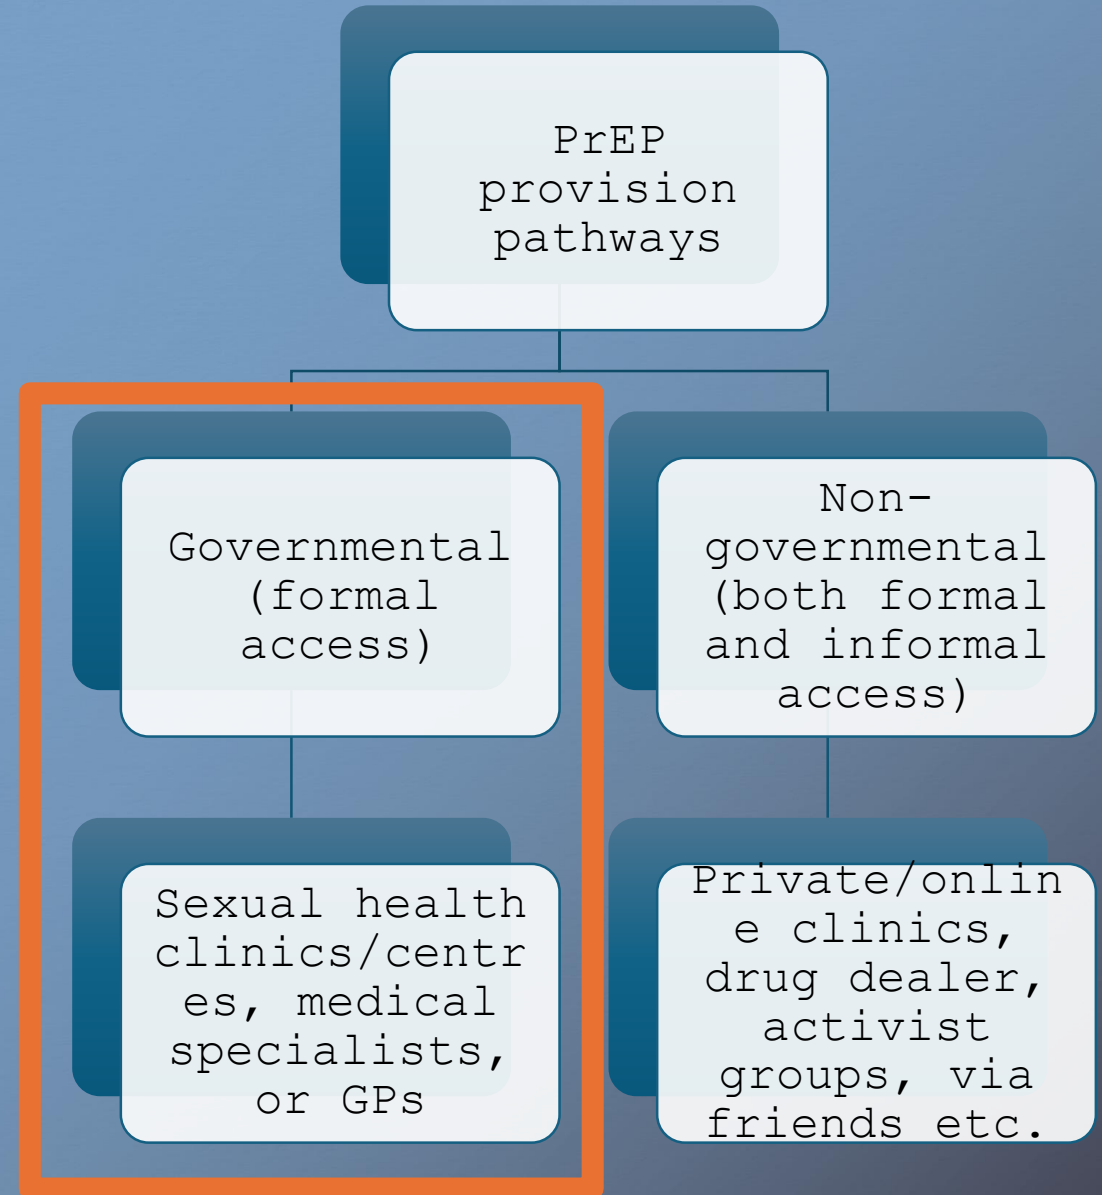 PrEP
provision
pathways
Governmental
(formal
access)
Non-
governmental
(both formal
and informal
access)
Sexual health
clinics/centr
es, medical
specialists,
or GPs
Private/onlin
e clinics,
drug dealer,
activist
groups, via
friends etc.